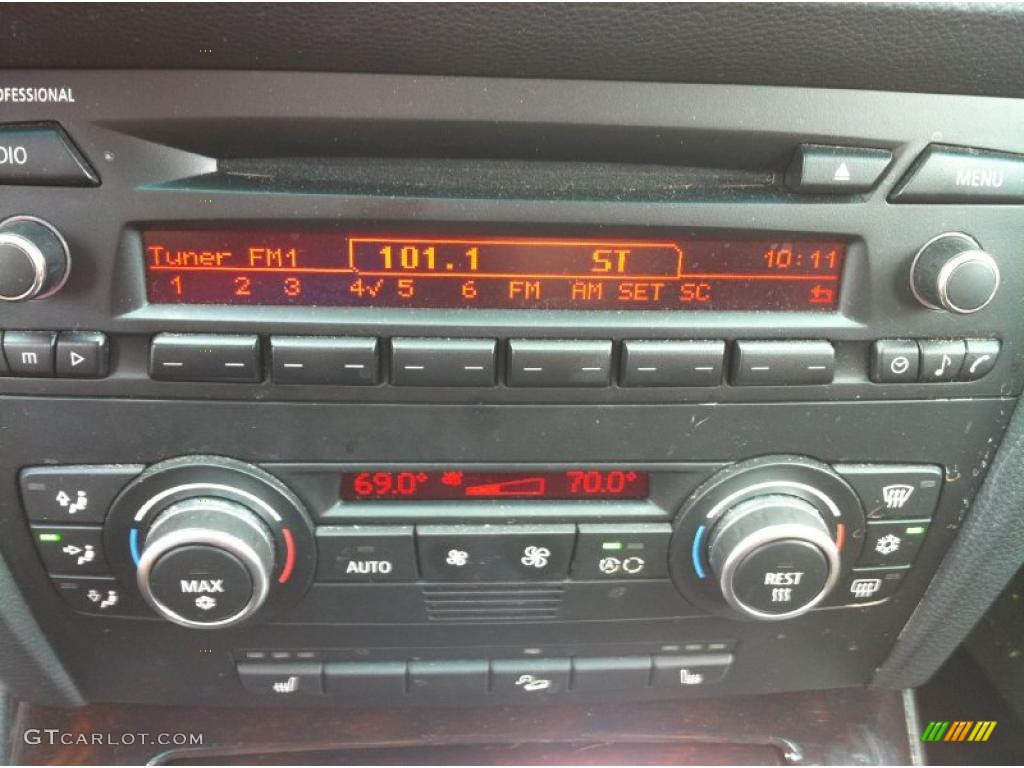 OFESSIONAL
DIO
MENU
Tuner FM1 101.1 ST 10:11
1 2 3 4✓ 5 6 FM AM SET SC
m
69.0° 70.0°
AUTO
A
MAX
REST
GTCARLOT.COM